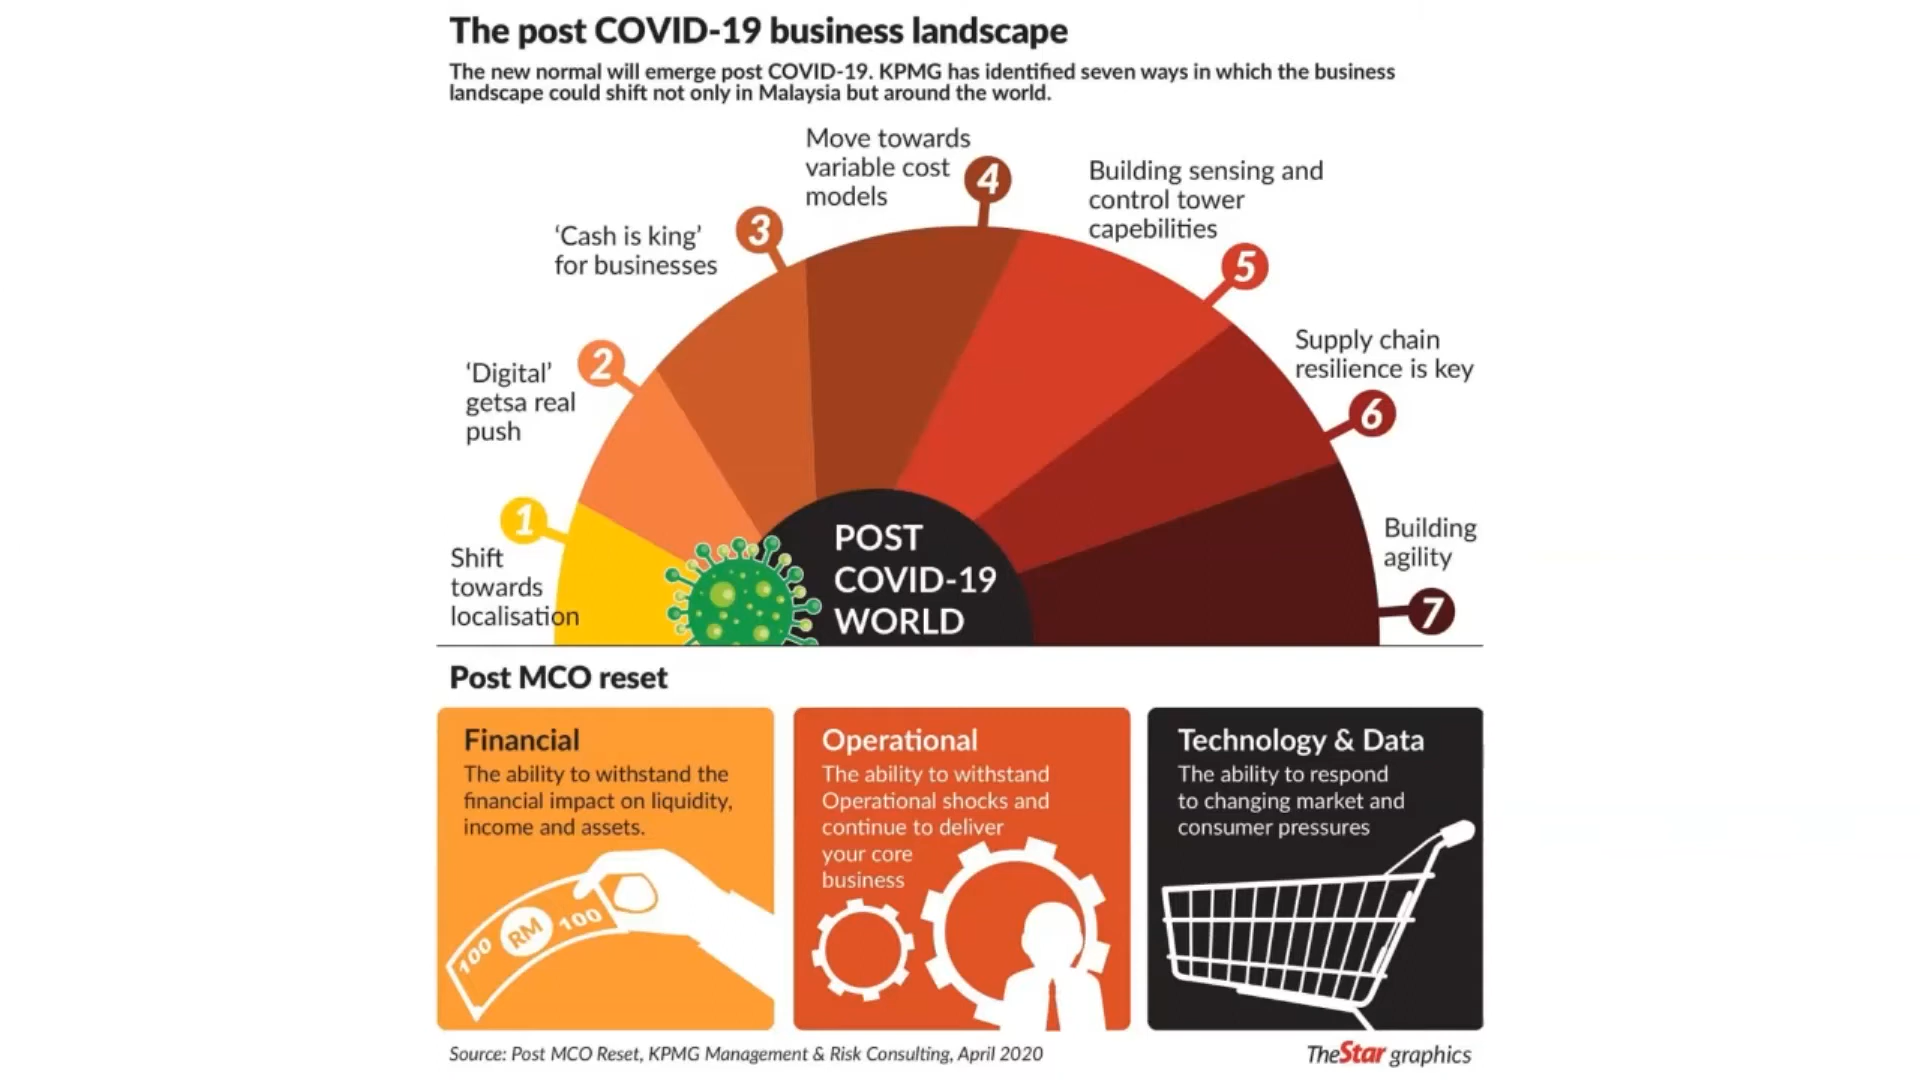 The post COVID-19 business landscape
The new normal will emerge post COVID-19. KPMG has identified seven ways in which the business
landscape could shift not only in Malaysia but around the world.
1
Shift
towards
localisation
2
‘Digital’
getsa real
push
3
‘Cash is king’
for businesses
4
Move towards
variable cost
models
5
Building sensing and
control tower
capebilities
6
Supply chain
resilience is key
7
Building
agility
POST
COVID-19
WORLD
Post MCO reset
Financial
The ability to withstand the
financial impact on liquidity,
income and assets.
100 RM 100
Operational
The ability to withstand
Operational shocks and
continue to deliver
your core
business
Technology & Data
The ability to respond
to changing market and
consumer pressures
Source: Post MCO Reset, KPMG Management & Risk Consulting, April 2020
TheStar graphics